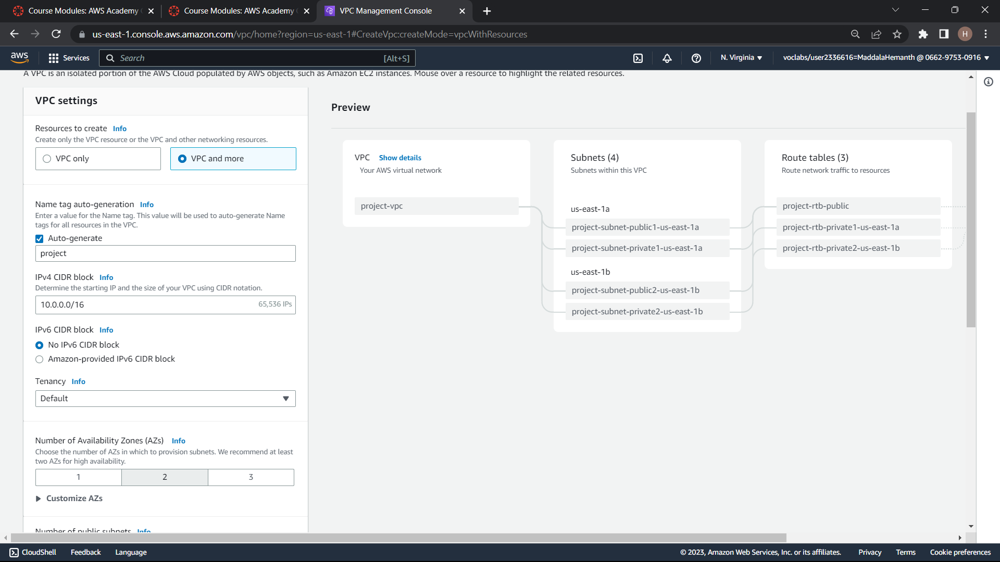 Course Modules: AWS Academy
Course Modules: AWS Academy
VPC Management Console
us-east-1.console.aws.amazon.com/vpc/home?region=us-east-1#CreateVpc:createMode=vpcWithResources
H
aws
Services
Search
[Alt+S]
N. Virginia
voclabs/user2336616=MaddalaHemanth @ 0662-9753-0916
A VPC is an isolated portion of the AWS Cloud populated by AWS objects, such as Amazon EC2 instances. Mouse over a resource to highlight the related resources.
VPC settings
Resources to create Info
Create only the VPC resource or the VPC and other networking resources.
VPC only
VPC and more
Name tag auto-generation Info
Enter a value for the Name tag. This value will be used to auto-generate Name
tags for all resources in the VPC.
Auto-generate
project
IPv4 CIDR block Info
Determine the starting IP and the size of your VPC using CIDR notation.
10.0.0.0/16
65,536 IPs
IPv6 CIDR block Info
No IPv6 CIDR block
Amazon-provided IPv6 CIDR block
Tenancy Info
Default
Number of Availability Zones (AZs) Info
Choose the number of AZs in which to provision subnets. We recommend at least
two AZs for high availability.
1
2
3
Customize AZs
Number of public subnets Info
Preview
VPC Show details
Your AWS virtual network
project-vpc
Subnets (4)
Subnets within this VPC
us-east-1a
project-subnet-public1-us-east-1a
project-subnet-private1-us-east-1a
us-east-1b
project-subnet-public2-us-east-1b
project-subnet-private2-us-east-1b
Route tables (3)
Route network traffic to resources
project-rtb-public
project-rtb-private1-us-east-1a
project-rtb-private2-us-east-1b
CloudShell
Feedback
Language
© 2023, Amazon Web Services, Inc. or its affiliates.
Privacy
Terms
Cookie preferences